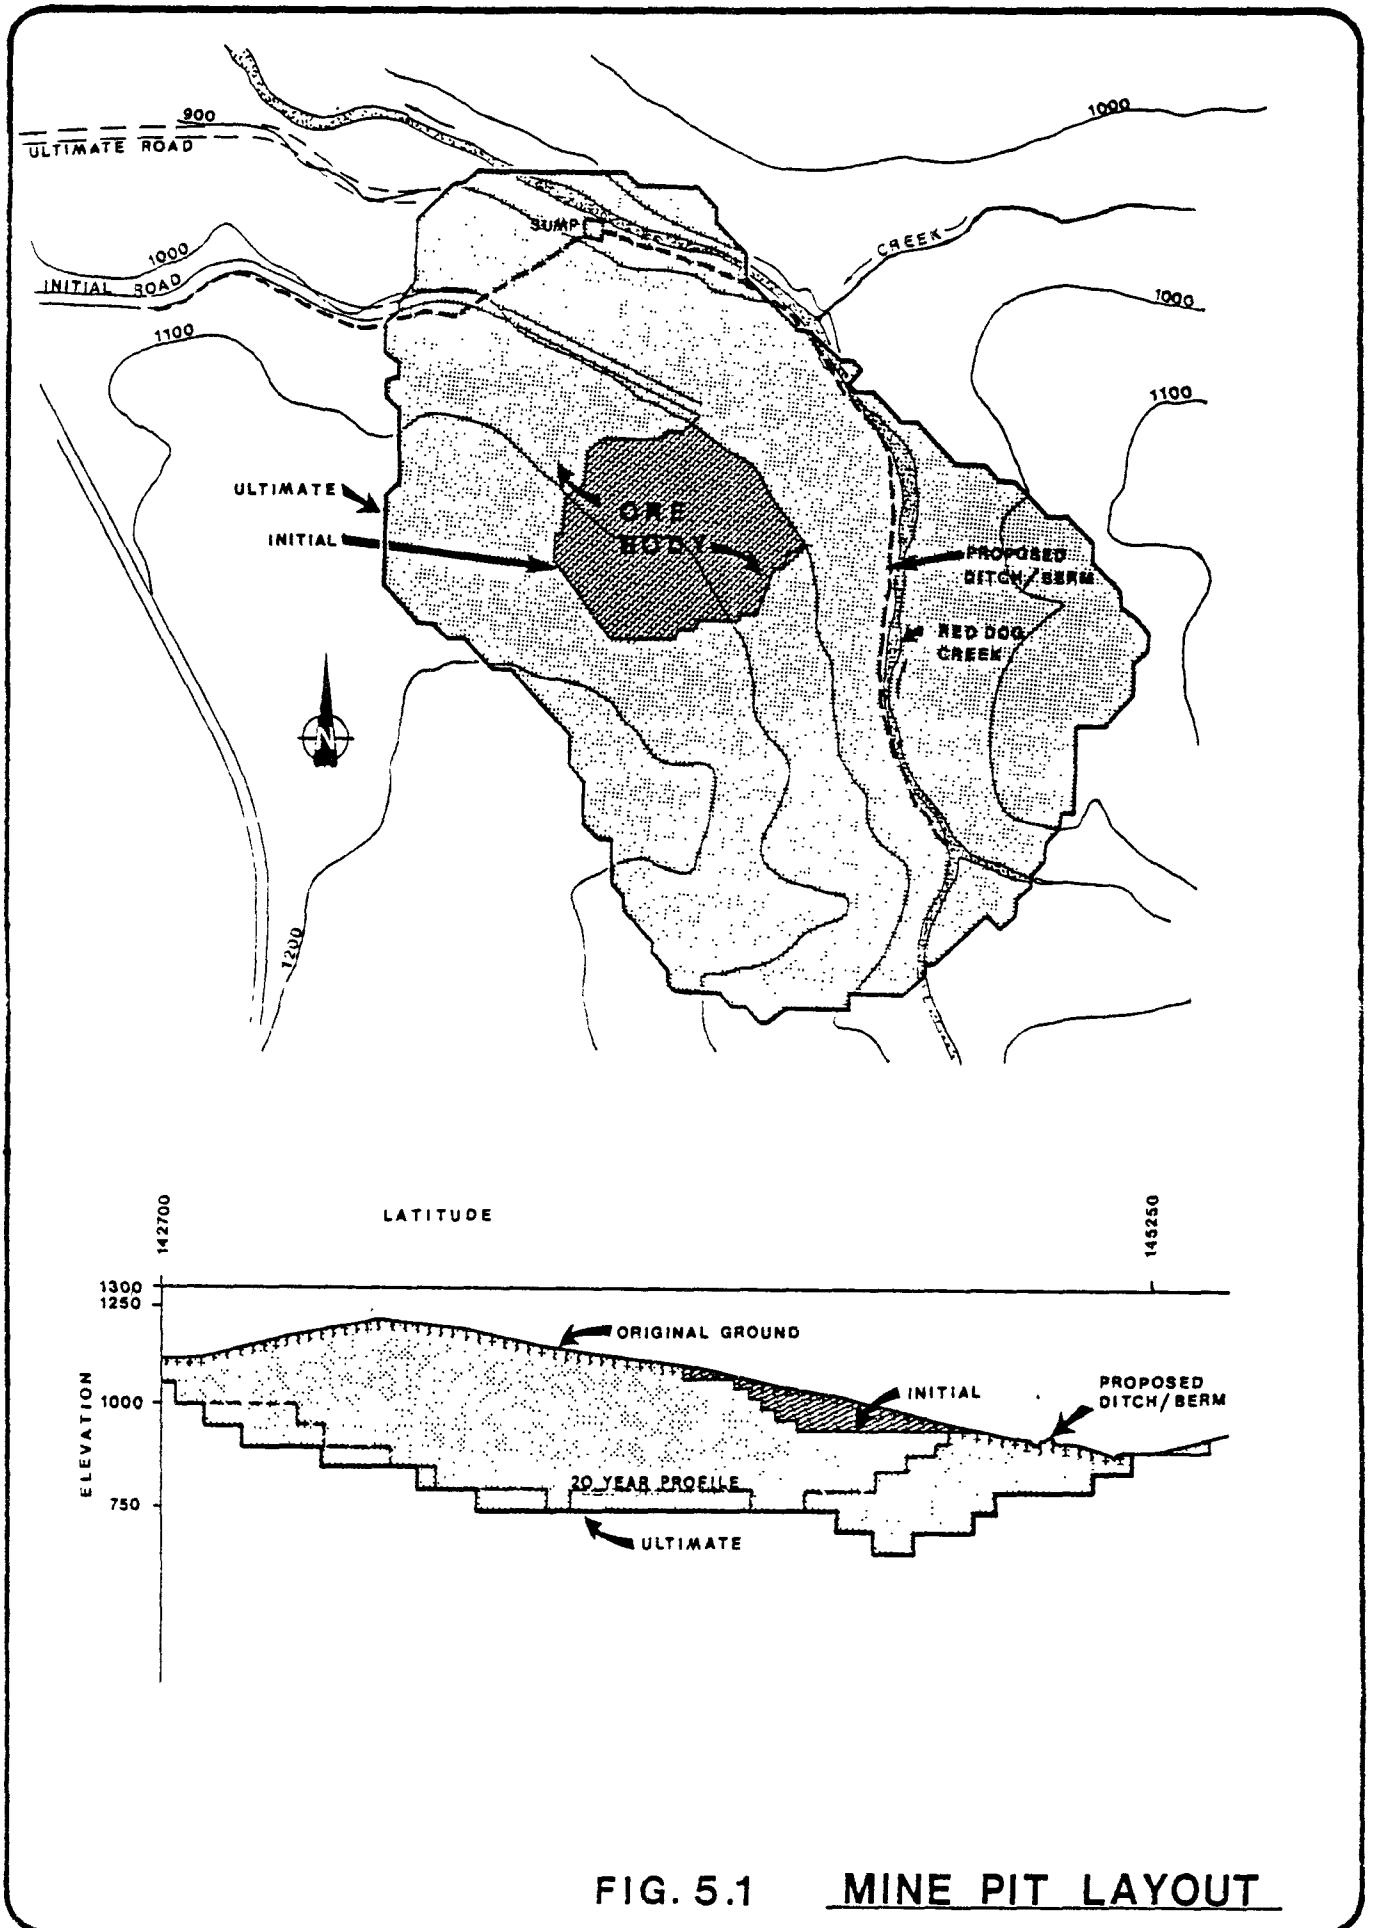 1000
900
ULTIMATE ROAD
SUMP
CREEK
1000
INITIAL ROAD
1000
1100
1100
ULTIMATE
ORE
BODY
INITIAL
PROPOSED
DITCH/BERM
RED DOG
CREEK
N
1200
142700
LATITUDE
145250
1300
1250
ORIGINAL GROUND
ELEVATION
1000
INITIAL
PROPOSED
DITCH/BERM
20 YEAR PROFILE
750
ULTIMATE
FIG. 5.1 MINE PIT LAYOUT